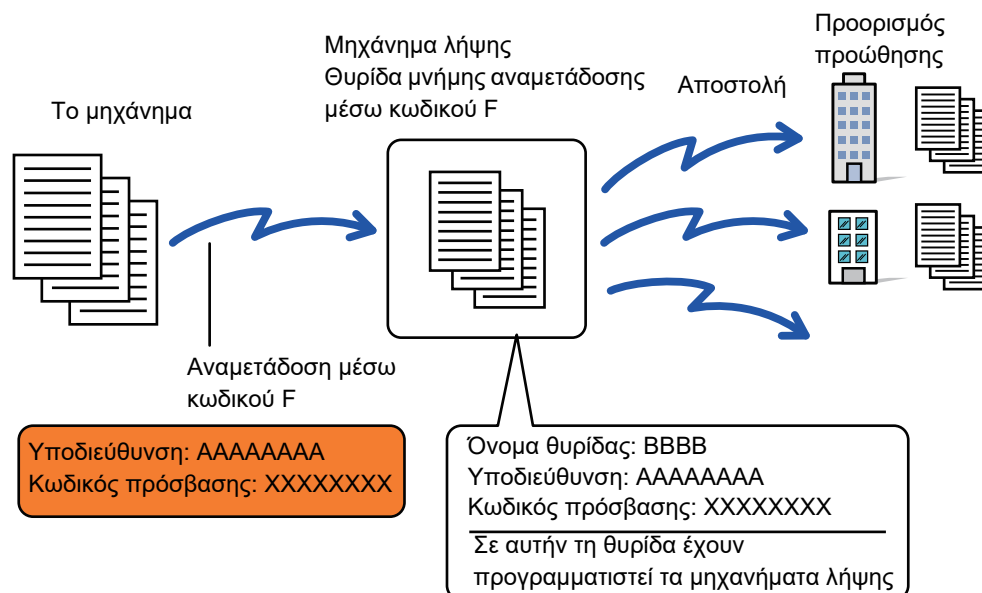 Το μηχάνημα
Μηχάνημα λήψης
Θυρίδα μνήμης αναμετάδοσης
μέσω κωδικού F
Αποστολή
Προορισμός
προώθησης
Αναμετάδοση μέσω
κωδικού F
Υποδιεύθυνση: AAAAAAAA
Κωδικός πρόσβασης: XXXXXXXX
Όνομα θυρίδας: BBBB
Υποδιεύθυνση: AAAAAAAA
Κωδικός πρόσβασης: XXXXXXXX
Σε αυτήν τη θυρίδα έχουν
προγραμματιστεί τα μηχανήματα λήψης